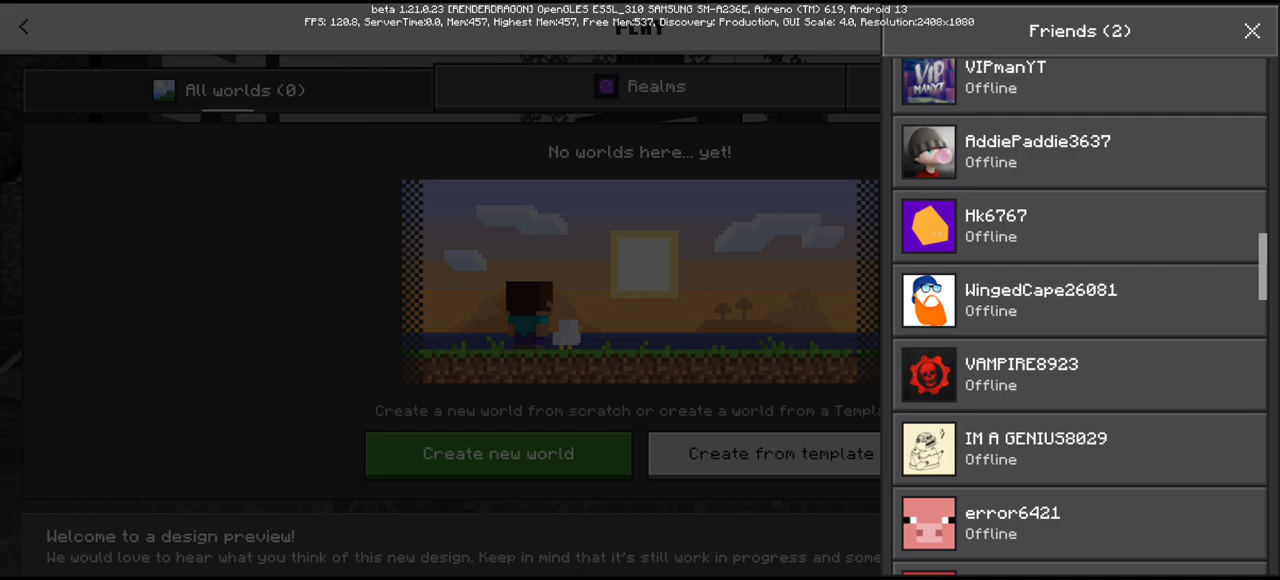 beta 1.21.0.23 [RENDERDRAGON] OpenGLES ESSL_310 SAMSUNG SM-A236E, Adreno (TM) 619, Android 13
FPS: 120.8, ServerTime:0.0, Mem:457, Highest Mem:457, Free Mem:537, Discovery: Production, GUI Scale: 4.0, Resolution:2408x1080
PLAY
Friends (2)
All worlds (0)
Realms
No worlds here... yet!
Create a new world from scratch or create a world from a Templa
Create new world
Create from template
Welcome to a design preview!
We would love to hear what you think of this new design. Keep in mind that it's still work in progress and some
VIP
MANYT
VIPmanYT
Offline
AddiePaddie3637
Offline
Hk6767
Offline
WingedCape26081
Offline
VAMPIRE8923
Offline
IM A GENIUS8029
Offline
error6421
Offline